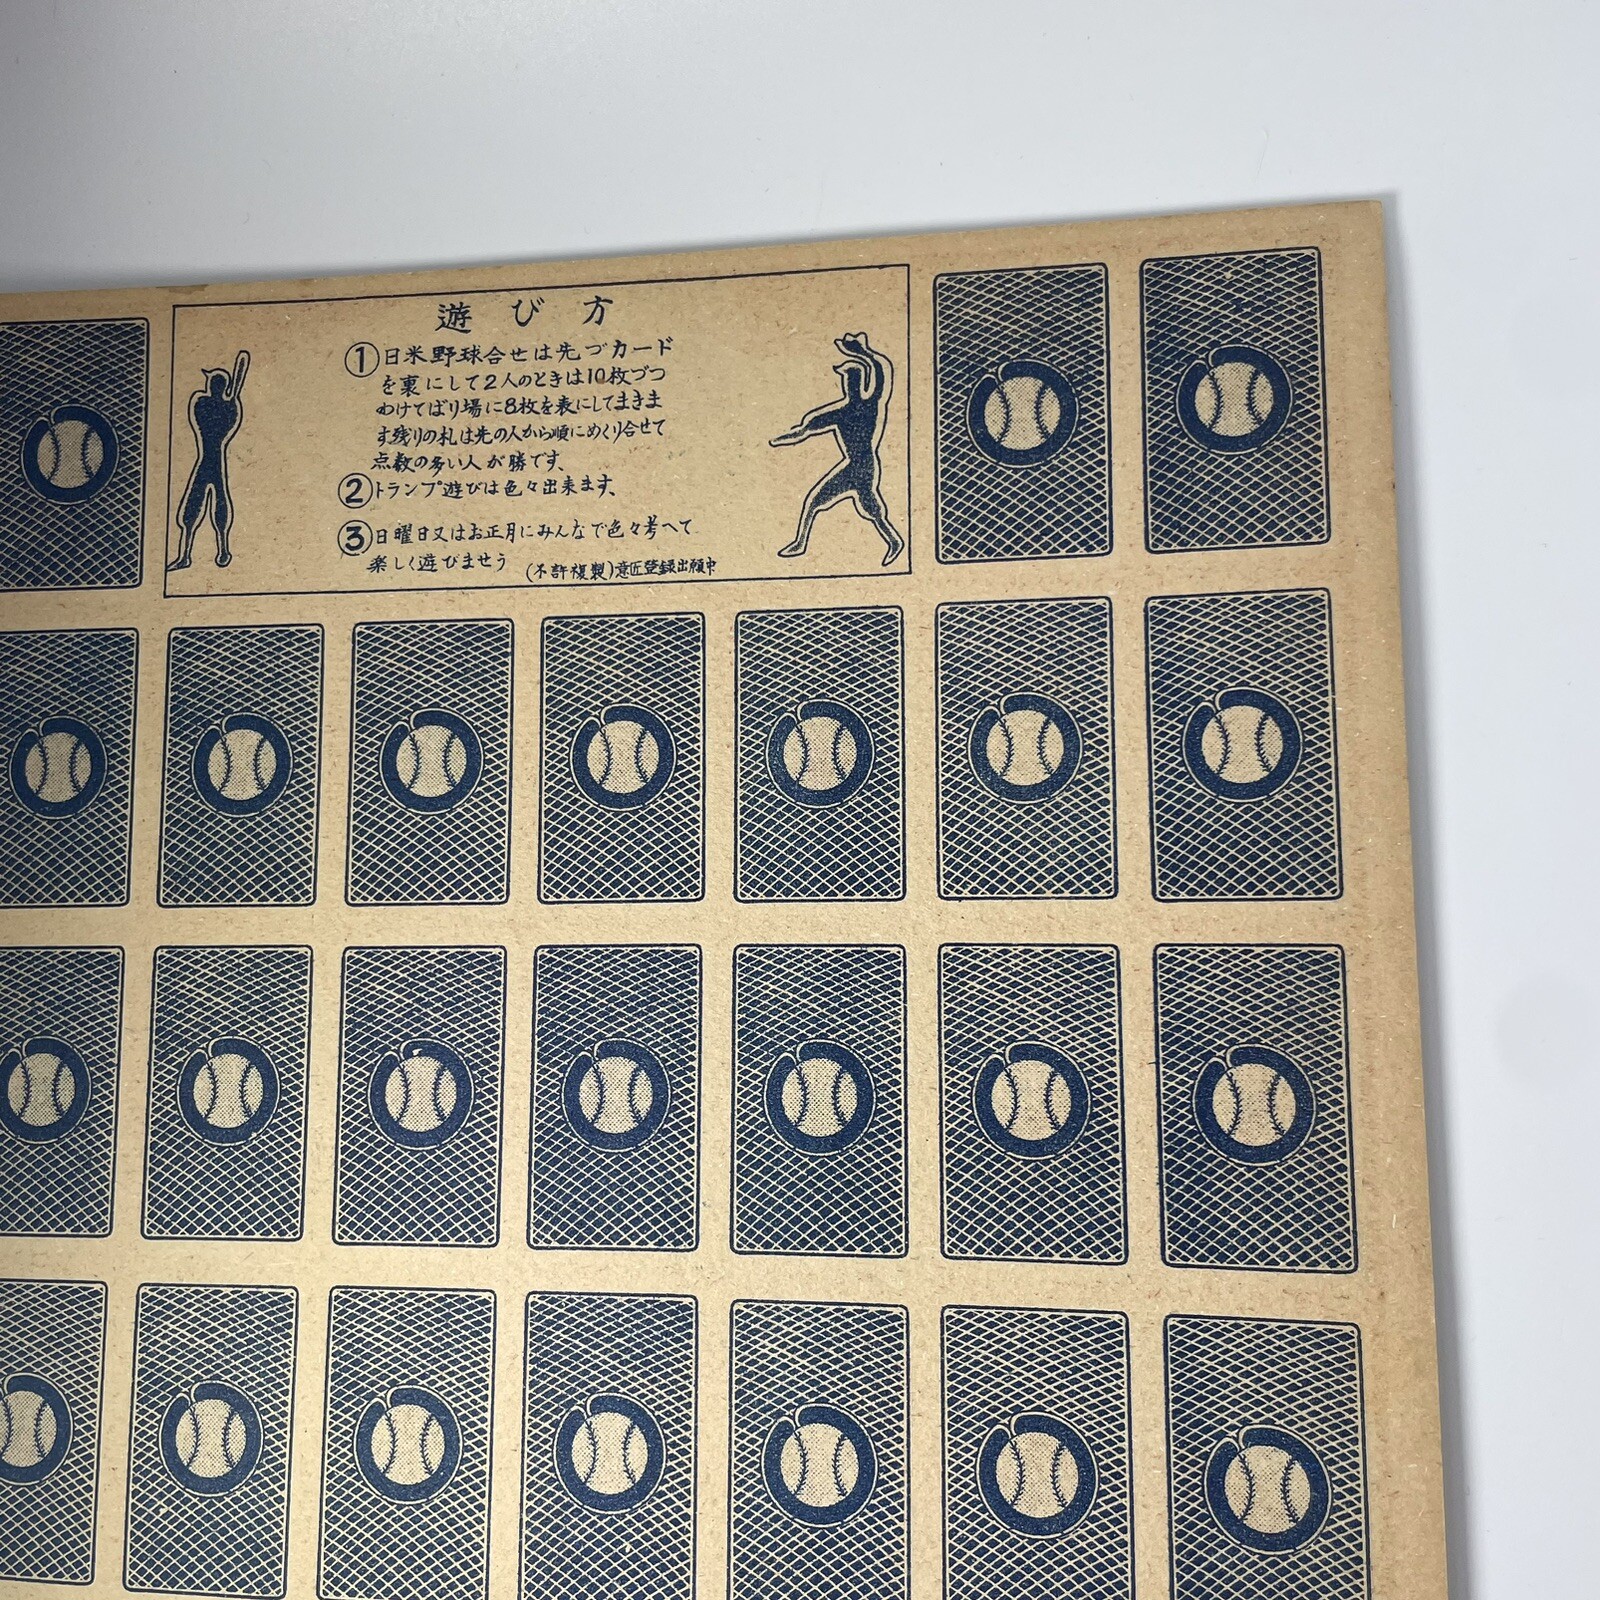 遊び方
①日米野球合せは先づカード
を裏にして2人のときは10枚づつ
わけてばり場に8枚を表にしてまきま
す残りの札は先の人から順にめくり合せて
点数の多い人が勝です、
②トランプ遊びは色々出来ます、
③日曜日又はお正月にみんなで色々考へて
楽しく遊びませう (不許複製)意匠登録出願中